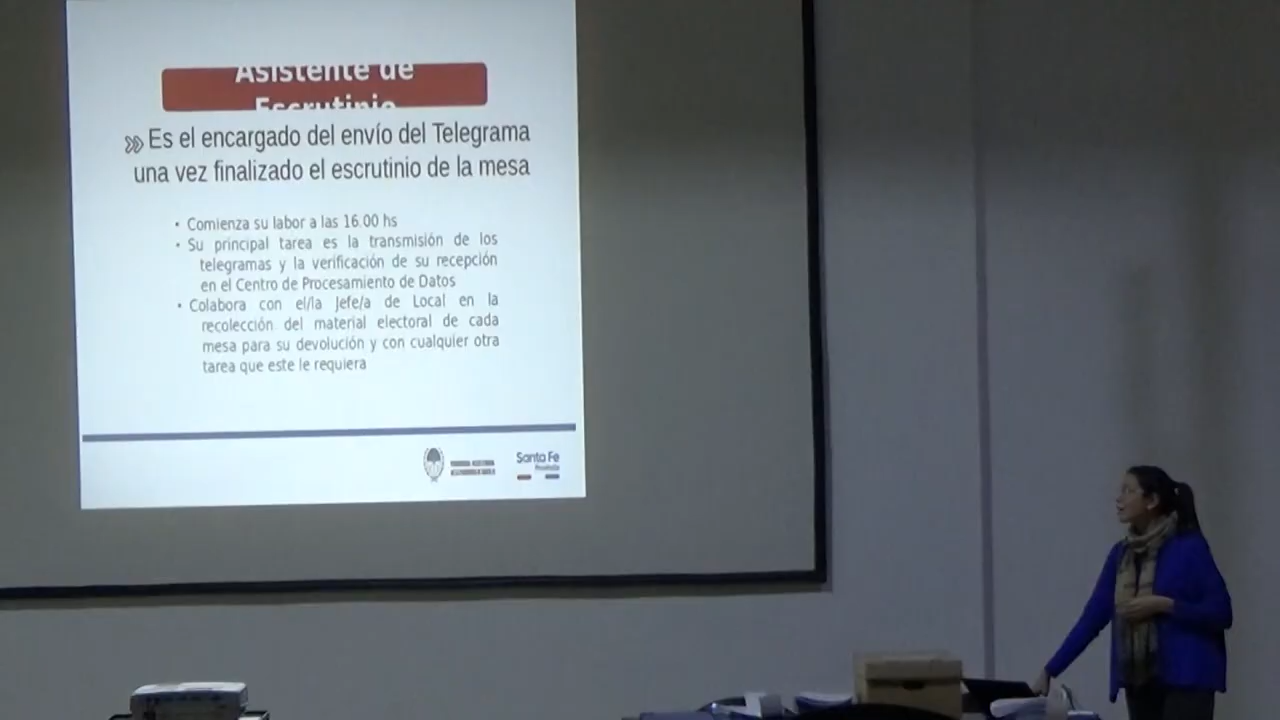 Asistente de
Escrutinio
Es el encargado del envío del Telegrama
una vez finalizado el escrutinio de la mesa
• Comienza su labor a las 16.00 hs
• Su principal tarea es la transmisión de los
telegramas y la verificación de su recepción
en el Centro de Procesamiento de Datos
• Colabora con el/la Jefe/a de Local en la
recolección del material electoral de cada
mesa para su devolución y con cualquier otra
tarea que este le requiera
Santa Fe
Provincia